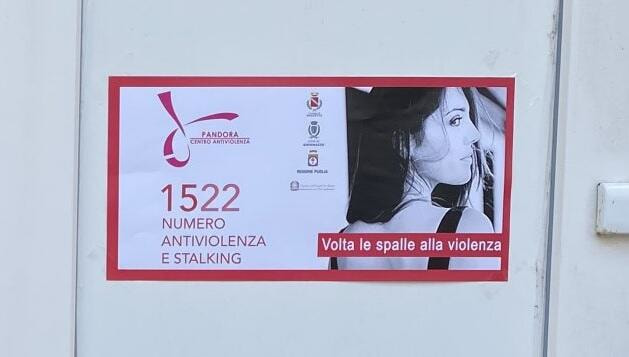 PANDORA
CENTRO ANTIVIOLENZA
1522
NUMERO
ANTIVIOLENZA
E STALKING
REGIONE PUGLIA
Volta le spalle alla violenza